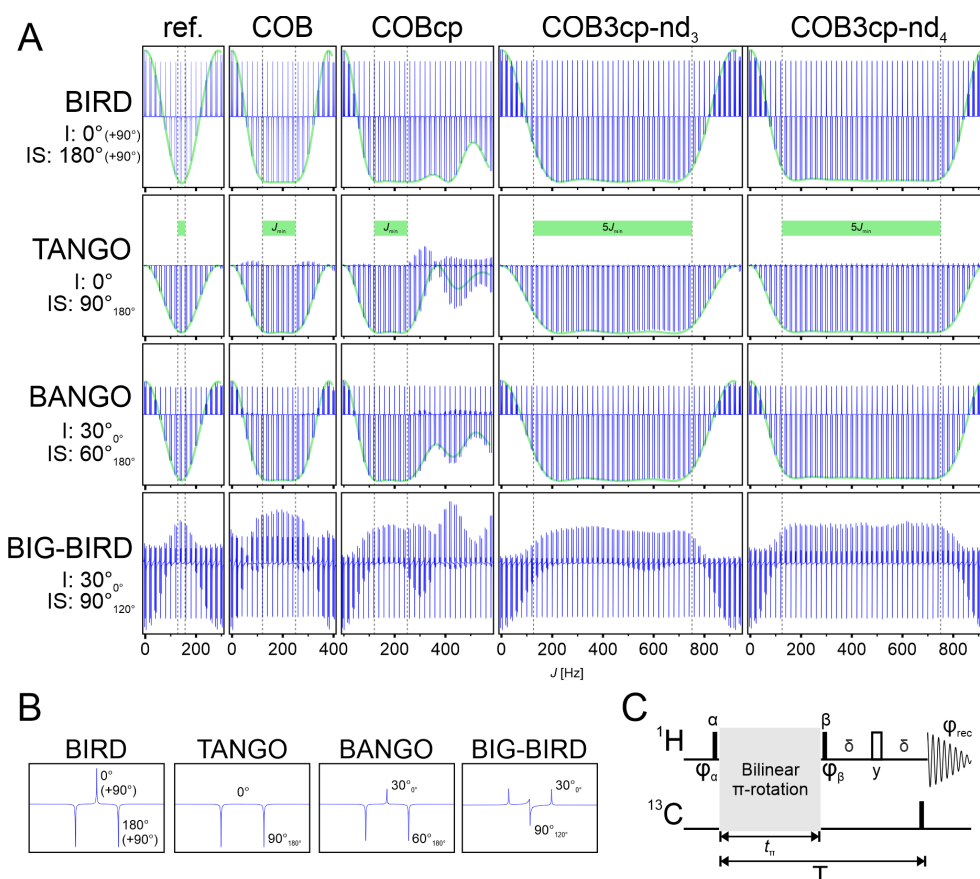 A
ref.
COB
COBcp
COB3cp-nd₃
COB3cp-nd₄
BIRD
I: 0° (+90°)
IS: 180° (+90°)
TANGO
I: 0°
IS: 90° 180°
Jmin
Jmin
5Jmin
5Jmin
BANGO
I: 30° 0°
IS: 60° 180°
BIG-BIRD
I: 30° 0°
IS: 90° 120°
0 200
0 200 400
0 200 400
0 200 400 600 800
0 200 400 600 800
J [Hz]
B
BIRD
TANGO
BANGO
BIG-BIRD
0°
(+90°)
180°
(+90°)
0°
90° 180°
30° 0°
60° 180°
30° 0°
90° 120°
C
α
β
¹H
δ
δ
φrec
φα
Bilinear
π-rotation
φβ
y
¹³C
tπ
T